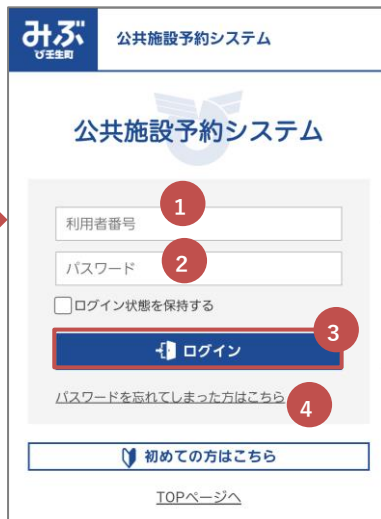 みぶ
び壬生町
公共施設予約システム
公共施設予約システム
1
利用者番号
2
パスワード
ログイン状態を保持する
3
ログイン
パスワードを忘れてしまった方はこちら
4
初めての方はこちら
TOPページへ